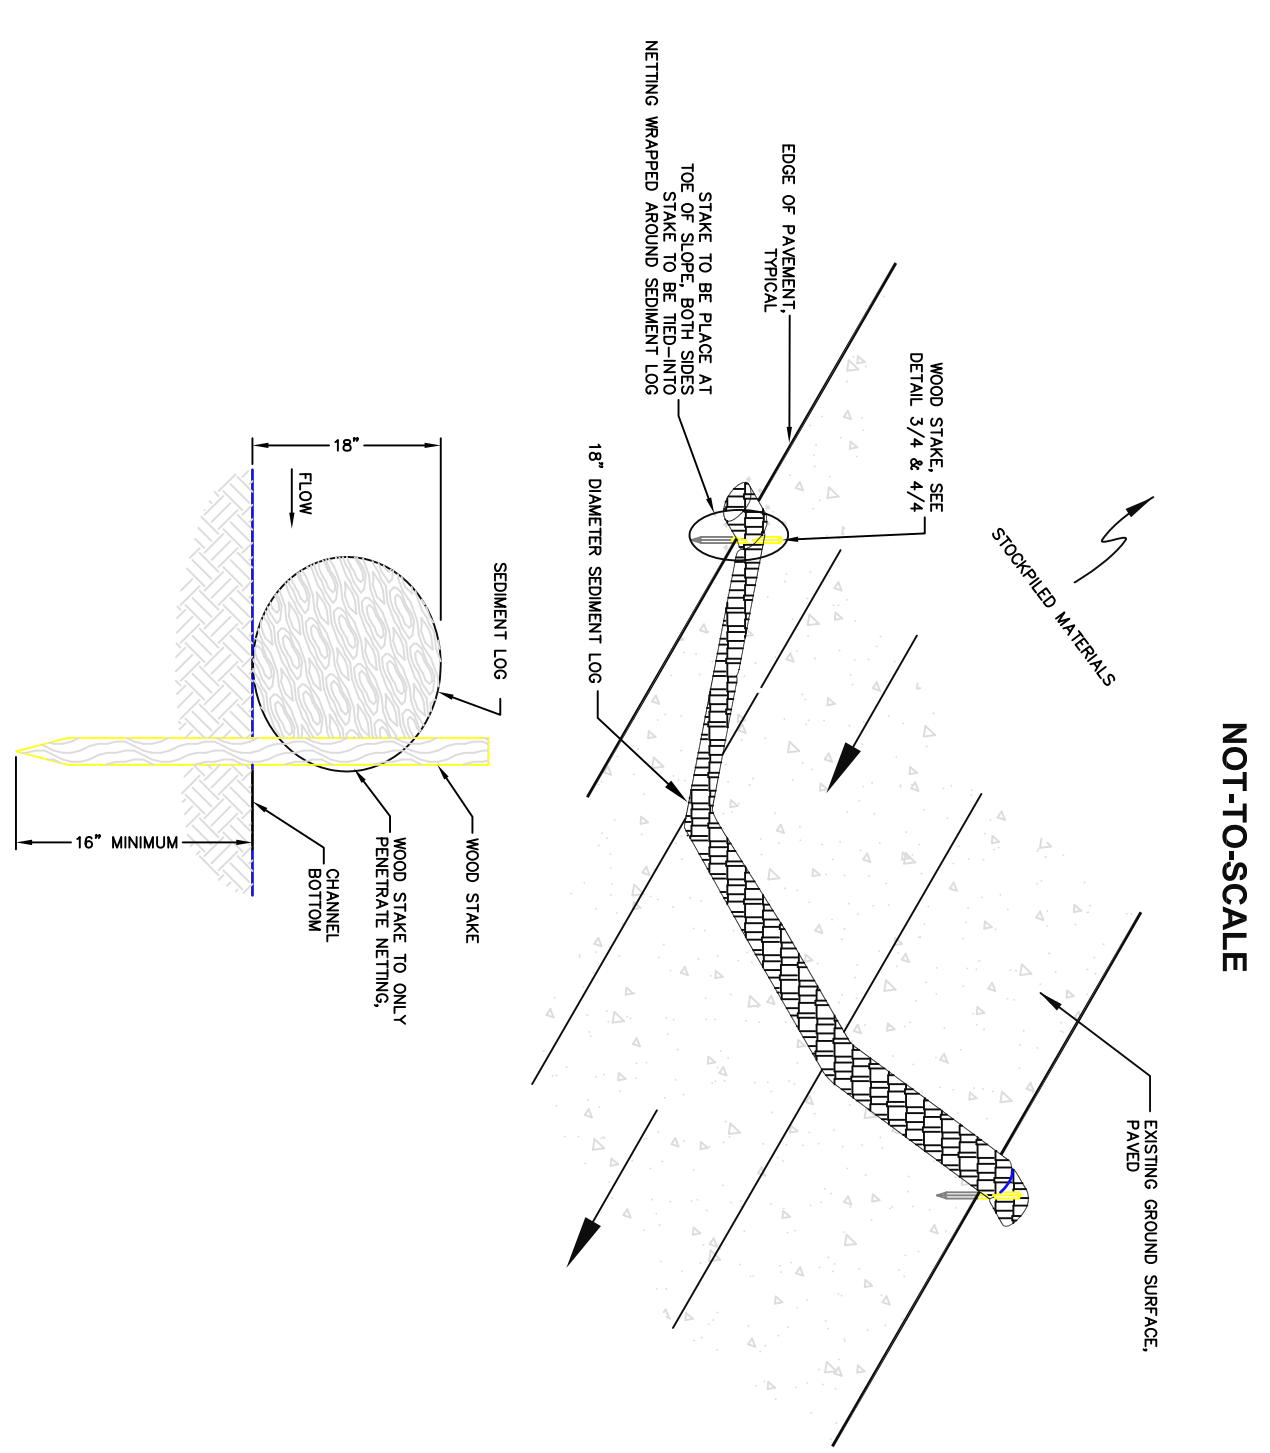 NOT-TO-SCALE
STOCKPILED MATERIALS
EXISTING GROUND SURFACE,
PAVED
WOOD STAKE, SEE
DETAIL 3/4 & 4/4
EDGE OF PAVEMENT,
TYPICAL
STAKE TO BE PLACE AT
TOE OF SLOPE, BOTH SIDES
STAKE TO BE TIED-INTO
NETTING WRAPPED AROUND SEDIMENT LOG
18" DIAMETER SEDIMENT LOG
SEDIMENT LOG
WOOD STAKE
WOOD STAKE TO ONLY
PENETRATE NETTING,
CHANNEL
BOTTOM
18"
FLOW
16" MINIMUM